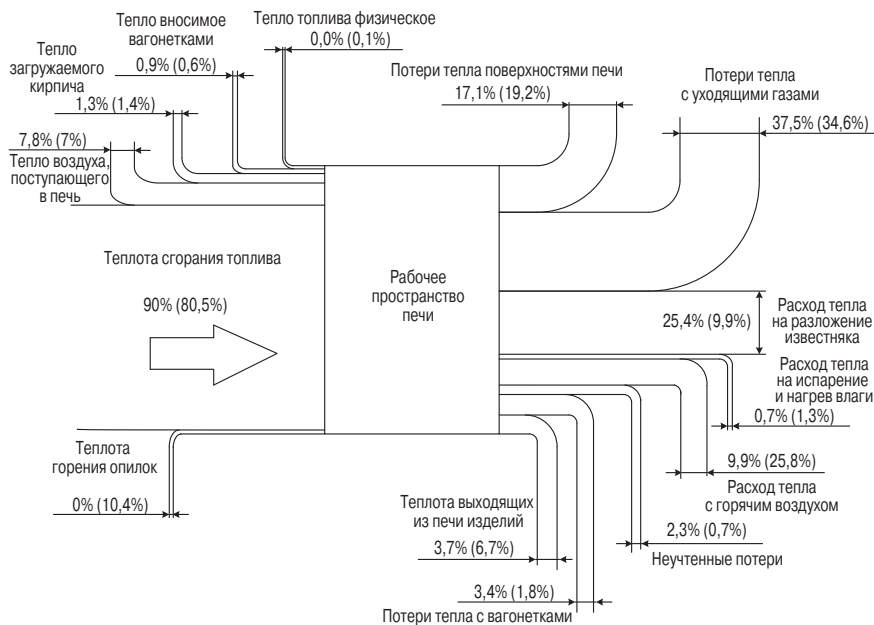 Тепло вносимое
вагонетками
0,9% (0,6%)
Тепло топлива физическое
0,0% (0,1%)
Тепло
загружаемого
кирпича
1,3% (1,4%)
7,8% (7%)
Тепло воздуха,
поступающего
в печь
Потери тепла поверхностями печи
17,1% (19,2%)
Потери тепла
с уходящими газами
37,5% (34,6%)
Теплота сгорания топлива
90% (80,5%)
Рабочее
пространство
печи
25,4% (9,9%)
Расход тепла
на разложение
известняка
Расход тепла
на испарение
и нагрев влаги
0,7% (1,3%)
Теплота
горения опилок
0% (10,4%)
9,9% (25,8%)
Расход тепла
с горячим воздухом
Теплота выходящих
из печи изделий
3,7% (6,7%)
2,3% (0,7%)
Неучтенные потери
3,4% (1,8%)
Потери тепла с вагонетками